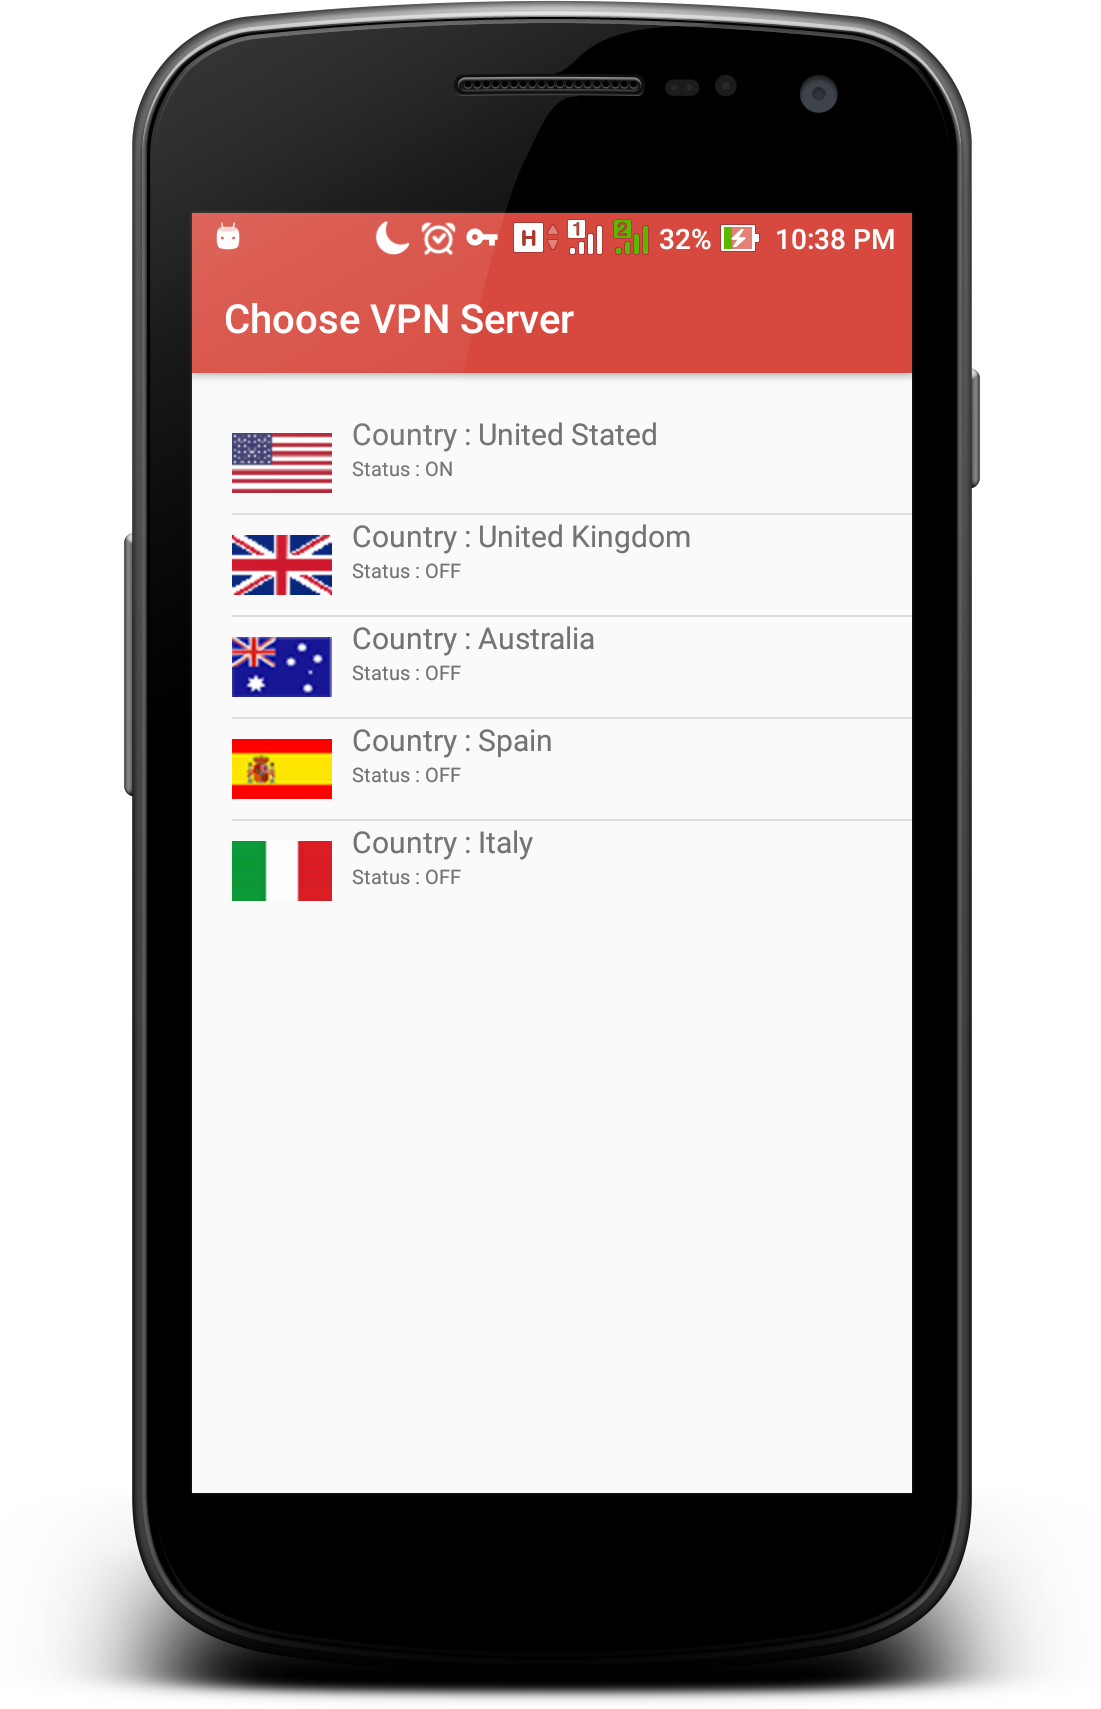 H 1 2 32% 10:38 PM
Choose VPN Server
Country : United Stated
Status : ON
Country : United Kingdom
Status : OFF
Country : Australia
Status : OFF
Country : Spain
Status : OFF
Country : Italy
Status : OFF